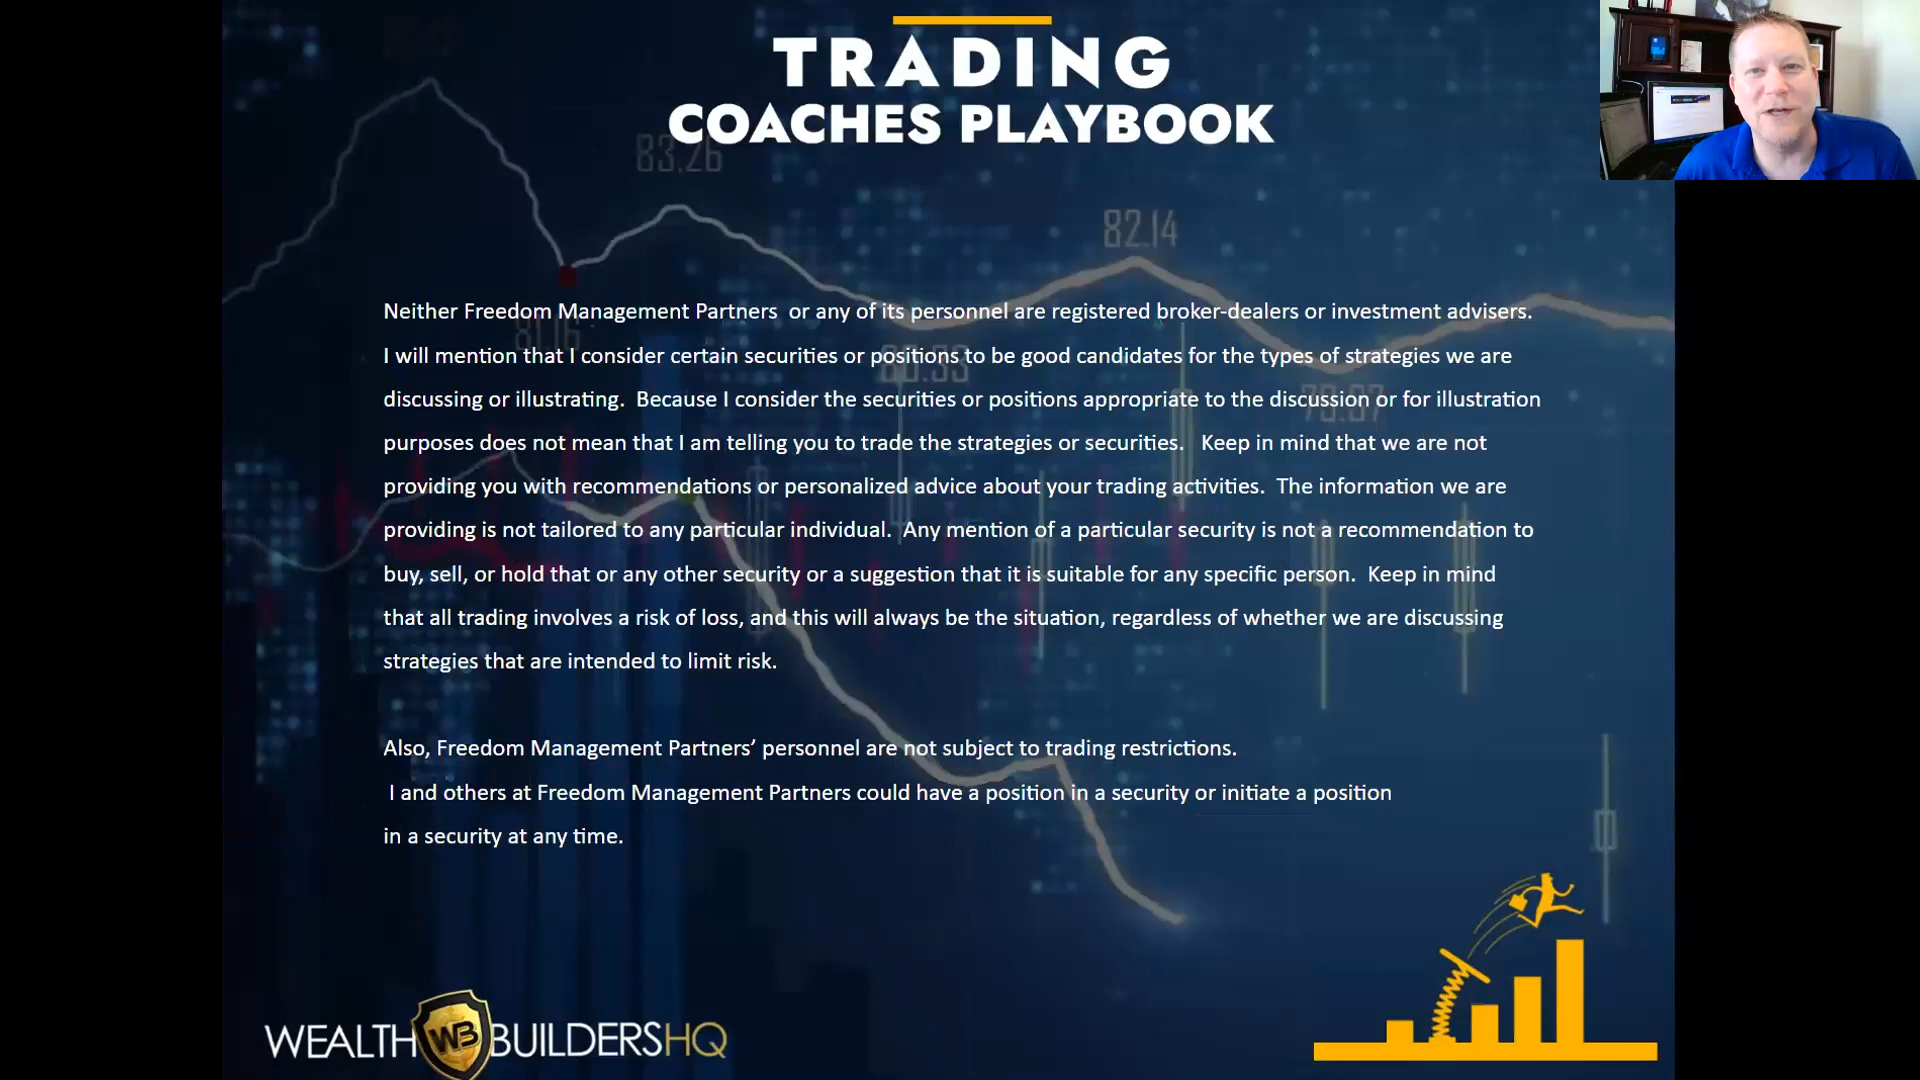 TRADING
COACHES PLAYBOOK
83.26
82.14
Neither Freedom Management Partners  or any of its personnel are registered broker-dealers or investment advisers.
I will mention that I consider certain securities or positions to be good candidates for the types of strategies we are
discussing or illustrating.  Because I consider the securities or positions appropriate to the discussion or for illustration
purposes does not mean that I am telling you to trade the strategies or securities.   Keep in mind that we are not
providing you with recommendations or personalized advice about your trading activities.  The information we are
providing is not tailored to any particular individual.  Any mention of a particular security is not a recommendation to
buy, sell, or hold that or any other security or a suggestion that it is suitable for any specific person.  Keep in mind
that all trading involves a risk of loss, and this will always be the situation, regardless of whether we are discussing
strategies that are intended to limit risk.
Also, Freedom Management Partners’ personnel are not subject to trading restrictions.
I and others at Freedom Management Partners could have a position in a security or initiate a position
in a security at any time.
WEALTH WB BUILDERSHQ